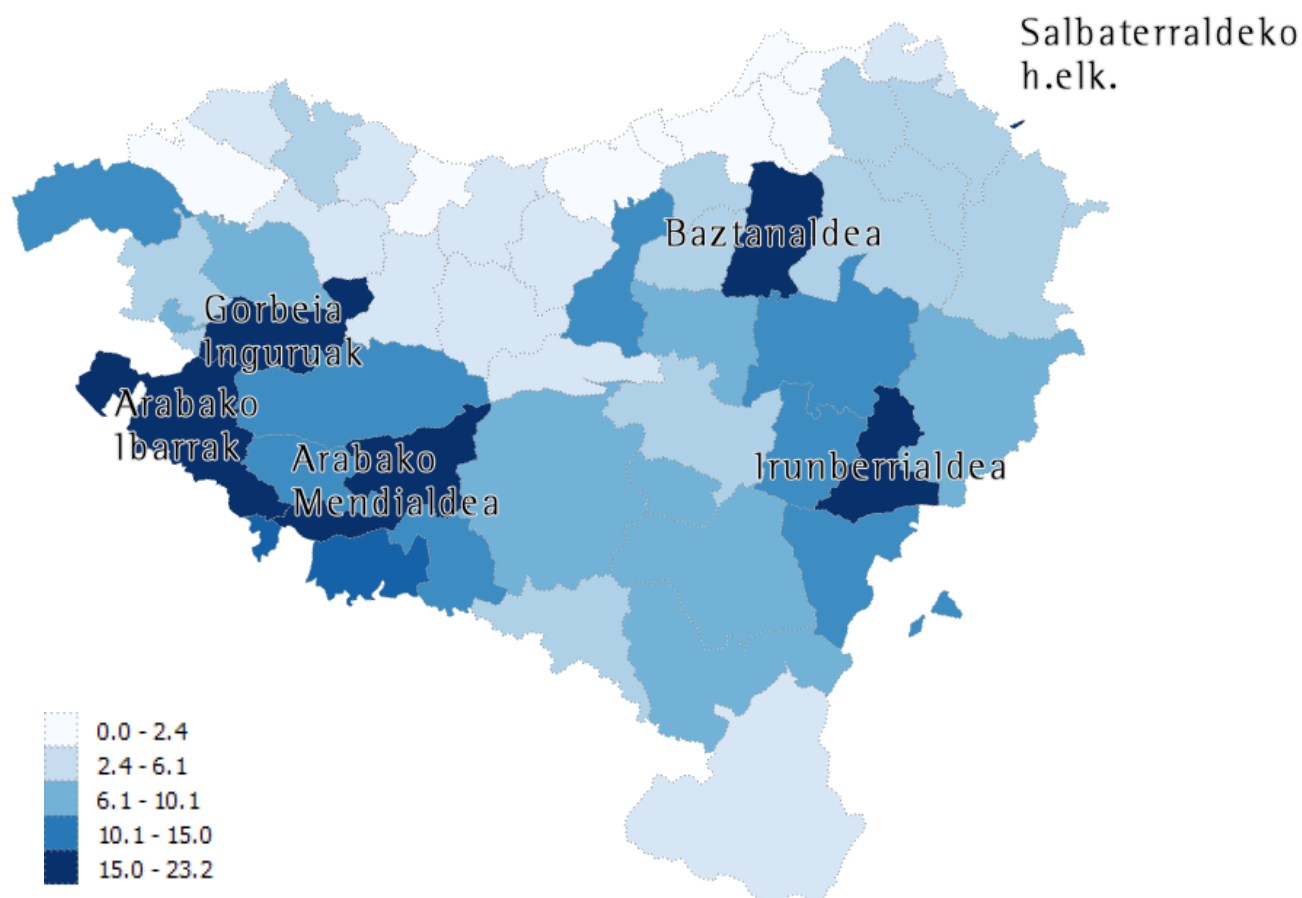 Salbaterraldeko
h.elk.
Baztanaldea
Gorbeia
Inguruak
Arabako
Ibarrak
Arabako
Mendialdea
Irunberrialdea
0.0 - 2.4
2.4 - 6.1
6.1 - 10.1
10.1 - 15.0
15.0 - 23.2